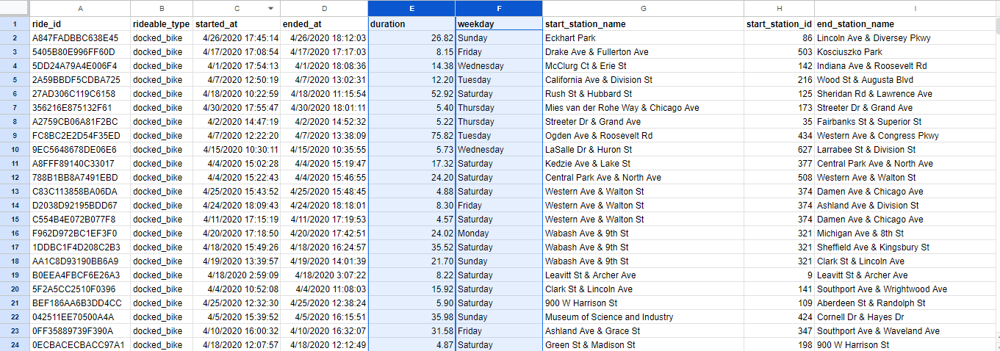 A B C D E F G H I
1 ride_id rideable_type started_at ended_at duration weekday start_station_name start_station_id end_station_name
2 A847FADBBC638E45 docked_bike 4/26/2020 17:45:14 4/26/2020 18:12:03 26.82 Sunday Eckhart Park 86 Lincoln Ave & Diversey Pkwy
3 5405B80E996FF60D docked_bike 4/17/2020 17:08:54 4/17/2020 17:17:03 8.15 Friday Drake Ave & Fullerton Ave 503 Kosciuszko Park
4 5DD24A79A4E006F4 docked_bike 4/1/2020 17:54:13 4/1/2020 18:08:36 14.38 Wednesday McClurg Ct & Erie St 142 Indiana Ave & Roosevelt Rd
5 2A59BBDF5CDBA725 docked_bike 4/7/2020 12:50:19 4/7/2020 13:02:31 12.20 Tuesday California Ave & Division St 216 Wood St & Augusta Blvd
6 27AD306C119C6158 docked_bike 4/18/2020 10:22:59 4/18/2020 11:15:54 52.92 Saturday Rush St & Hubbard St 125 Sheridan Rd & Lawrence Ave
7 356216E875132F61 docked_bike 4/30/2020 17:55:47 4/30/2020 18:01:11 5.40 Thursday Mies van der Rohe Way & Chicago Ave 173 Streeter Dr & Grand Ave
8 A2759CB06A81F2BC docked_bike 4/2/2020 14:47:19 4/2/2020 14:52:32 5.22 Thursday Streeter Dr & Grand Ave 35 Fairbanks St & Superior St
9 FC8BC2E2D54F35ED docked_bike 4/7/2020 12:22:20 4/7/2020 13:38:09 75.82 Tuesday Ogden Ave & Roosevelt Rd 434 Western Ave & Congress Pkwy
10 9EC5648678DE06E6 docked_bike 4/15/2020 10:30:11 4/15/2020 10:35:55 5.73 Wednesday LaSalle Dr & Huron St 627 Larrabee St & Division St
11 A8FFF89140C33017 docked_bike 4/4/2020 15:02:28 4/4/2020 15:19:47 17.32 Saturday Kedzie Ave & Lake St 377 Central Park Ave & North Ave
12 788B1BB8A7491EBD docked_bike 4/4/2020 15:22:43 4/4/2020 15:46:55 24.20 Saturday Central Park Ave & North Ave 508 Western Ave & Walton St
13 C83C113858BA06DA docked_bike 4/25/2020 15:43:52 4/25/2020 15:48:45 4.88 Saturday Western Ave & Walton St 374 Damen Ave & Chicago Ave
14 D2038D92195BDD67 docked_bike 4/24/2020 18:09:43 4/24/2020 18:18:01 8.30 Friday Western Ave & Walton St 374 Ashland Ave & Division St
15 C554B4E072B077F8 docked_bike 4/11/2020 17:15:19 4/11/2020 17:19:53 4.57 Saturday Western Ave & Walton St 374 Damen Ave & Chicago Ave
16 F962D972BC1EF3F0 docked_bike 4/20/2020 17:18:50 4/20/2020 17:42:51 24.02 Monday Wabash Ave & 9th St 321 Michigan Ave & 8th St
17 1DDBC1F4D208C2B3 docked_bike 4/18/2020 15:49:26 4/18/2020 16:24:57 35.52 Saturday Wabash Ave & 9th St 321 Sheffield Ave & Kingsbury St
18 AA1C8D93190BB6A9 docked_bike 4/19/2020 13:39:57 4/19/2020 14:01:39 21.70 Sunday Wabash Ave & 9th St 321 Clark St & Lincoln Ave
19 B0EEA4FBCF6E26A3 docked_bike 4/18/2020 2:59:09 4/18/2020 3:07:22 8.22 Saturday Leavitt St & Archer Ave 9 Leavitt St & Archer Ave
20 5F2A5CC2510F0396 docked_bike 4/4/2020 10:52:08 4/4/2020 11:08:03 15.92 Saturday Clark St & Lincoln Ave 141 Southport Ave & Wrightwood Ave
21 BEF186AA6B3DD4CC docked_bike 4/25/2020 12:32:30 4/25/2020 12:38:24 5.90 Saturday 900 W Harrison St 109 Aberdeen St & Randolph St
22 042511EE70500A4A docked_bike 4/5/2020 15:39:52 4/5/2020 16:15:51 35.98 Sunday Museum of Science and Industry 424 Cornell Dr & Hayes Dr
23 0FF35889739F390A docked_bike 4/10/2020 16:00:32 4/10/2020 16:32:07 31.58 Friday Ashland Ave & Grace St 347 Southport Ave & Waveland Ave
24 0ECBACECBACC97A1 docked_bike 4/18/2020 12:07:57 4/18/2020 12:12:49 4.87 Saturday Green St & Madison St 198 900 W Harrison St